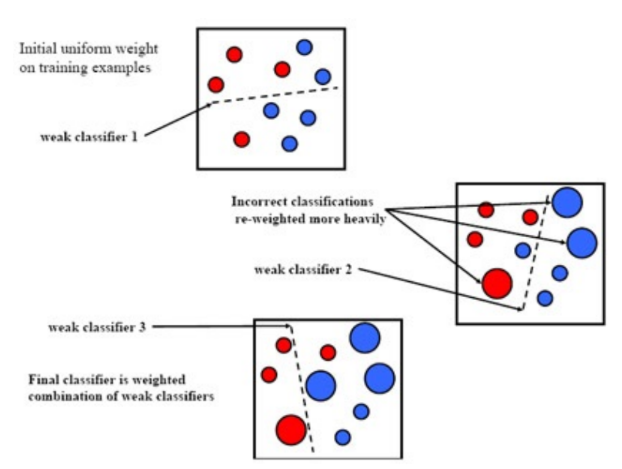 Initial uniform weight
on training examples
weak classifier 1
Incorrect classifications
re-weighted more heavily
weak classifier 2
weak classifier 3
Final classifier is weighted
combination of weak classifiers